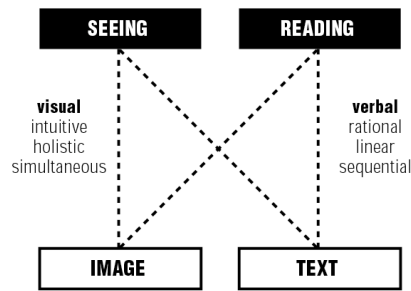 SEEING
READING
visual
intuitive
holistic
simultaneous
verbal
rational
linear
sequential
IMAGE
TEXT